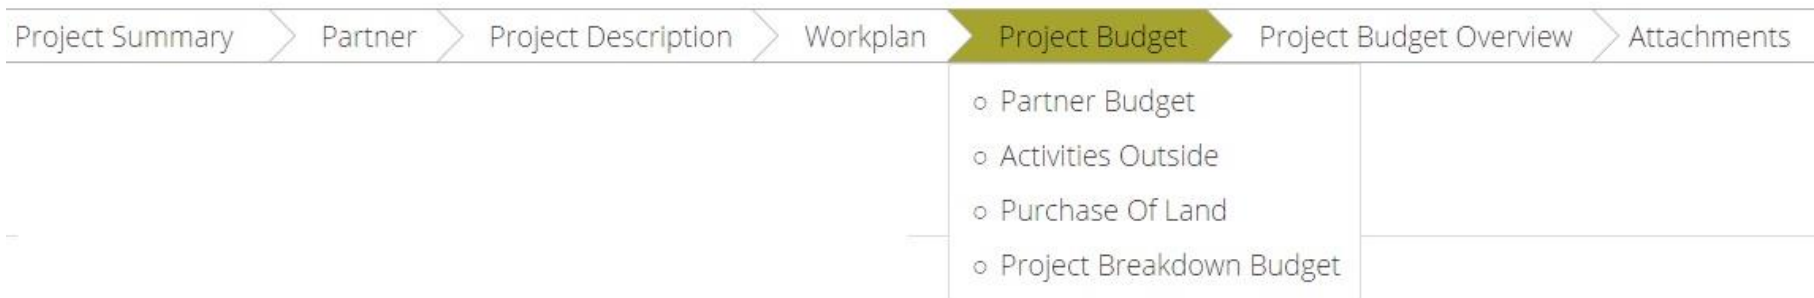 Project Summary Partner Project Description Workplan Project Budget Project Budget Overview Attachments
Partner Budget
Activities Outside
Purchase Of Land
Project Breakdown Budget